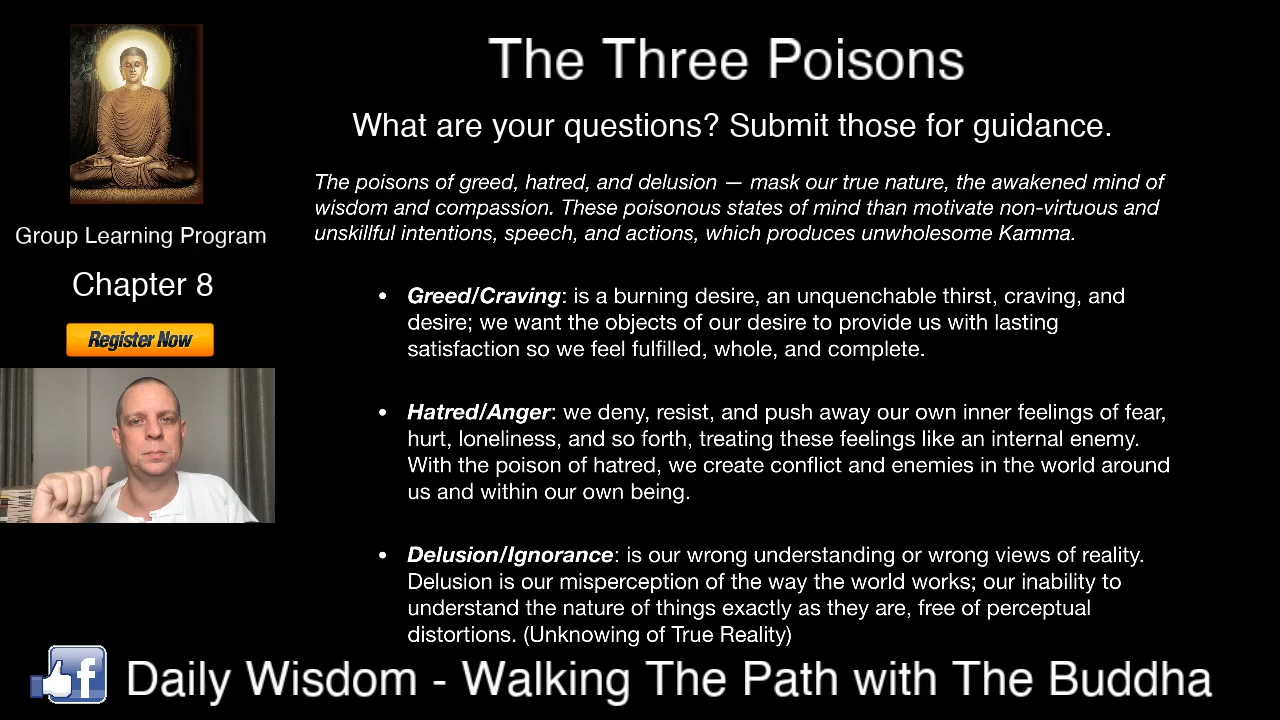 The Three Poisons
What are your questions? Submit those for guidance.
The poisons of greed, hatred, and delusion — mask our true nature, the awakened mind of
wisdom and compassion. These poisonous states of mind than motivate non-virtuous and
unskillful intentions, speech, and actions, which produces unwholesome Kamma.
Group Learning Program
Chapter 8
Register Now
• Greed/Craving: is a burning desire, an unquenchable thirst, craving, and
desire; we want the objects of our desire to provide us with lasting
satisfaction so we feel fulfilled, whole, and complete.
• Hatred/Anger: we deny, resist, and push away our own inner feelings of fear,
hurt, loneliness, and so forth, treating these feelings like an internal enemy.
With the poison of hatred, we create conflict and enemies in the world around
us and within our own being.
• Delusion/Ignorance: is our wrong understanding or wrong views of reality.
Delusion is our misperception of the way the world works; our inability to
understand the nature of things exactly as they are, free of perceptual
distortions. (Unknowing of True Reality)
f
Daily Wisdom - Walking The Path with The Buddha